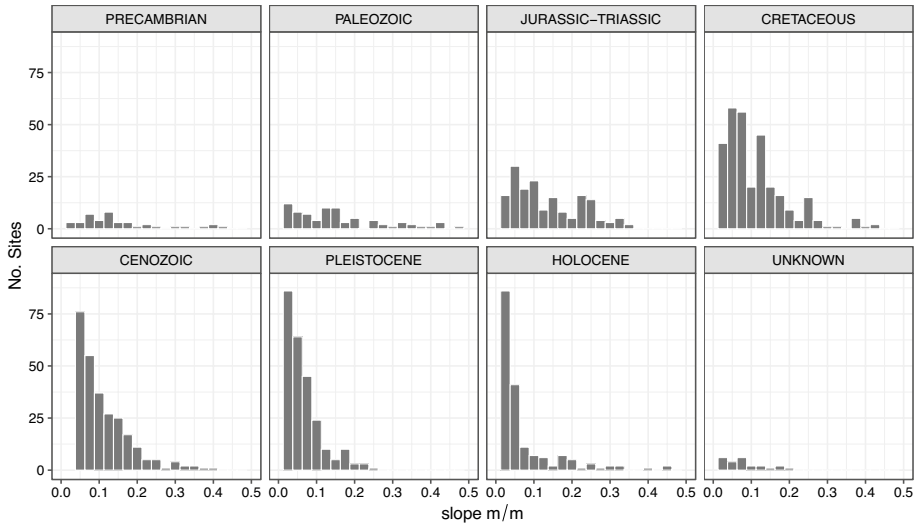 PRECAMBRIAN PALEOZOIC JURASSIC−TRIASSIC CRETACEOUS
75
50
25
0
No. Sites
CENOZOIC PLEISTOCENE HOLOCENE UNKNOWN
75
50
25
0
0.0 0.1 0.2 0.3 0.4 0.5 0.0 0.1 0.2 0.3 0.4 0.5 0.0 0.1 0.2 0.3 0.4 0.5 0.0 0.1 0.2 0.3 0.4 0.5
slope m/m